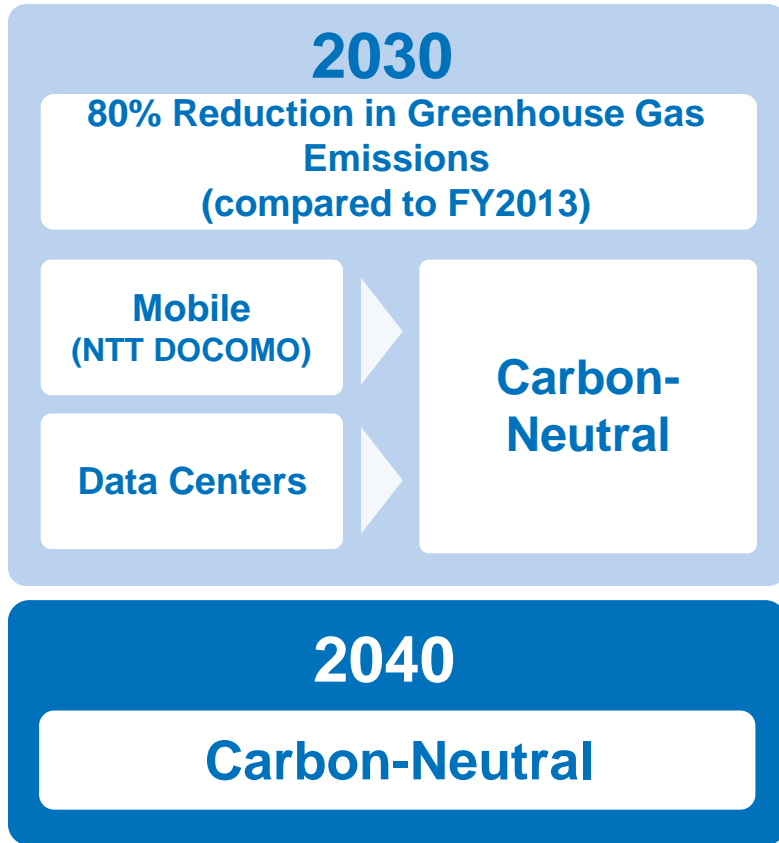 2030
80% Reduction in Greenhouse Gas
Emissions
(compared to FY2013)
Mobile
(NTT DOCOMO)
Data Centers
Carbon-
Neutral
2040
Carbon-Neutral